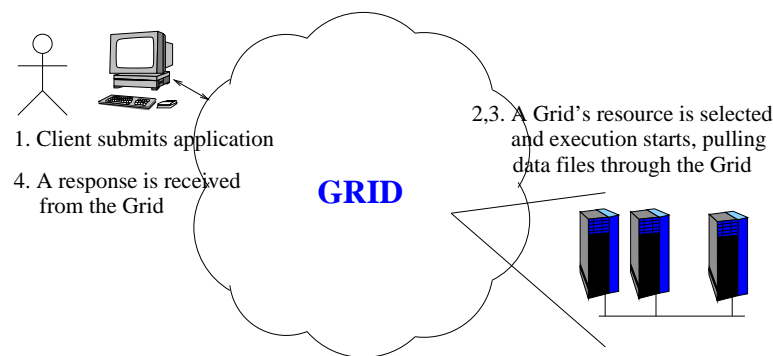 1. Client submits application
4. A response is received
from the Grid
GRID
2,3. A Grid's resource is selected
and execution starts, pulling
data files through the Grid